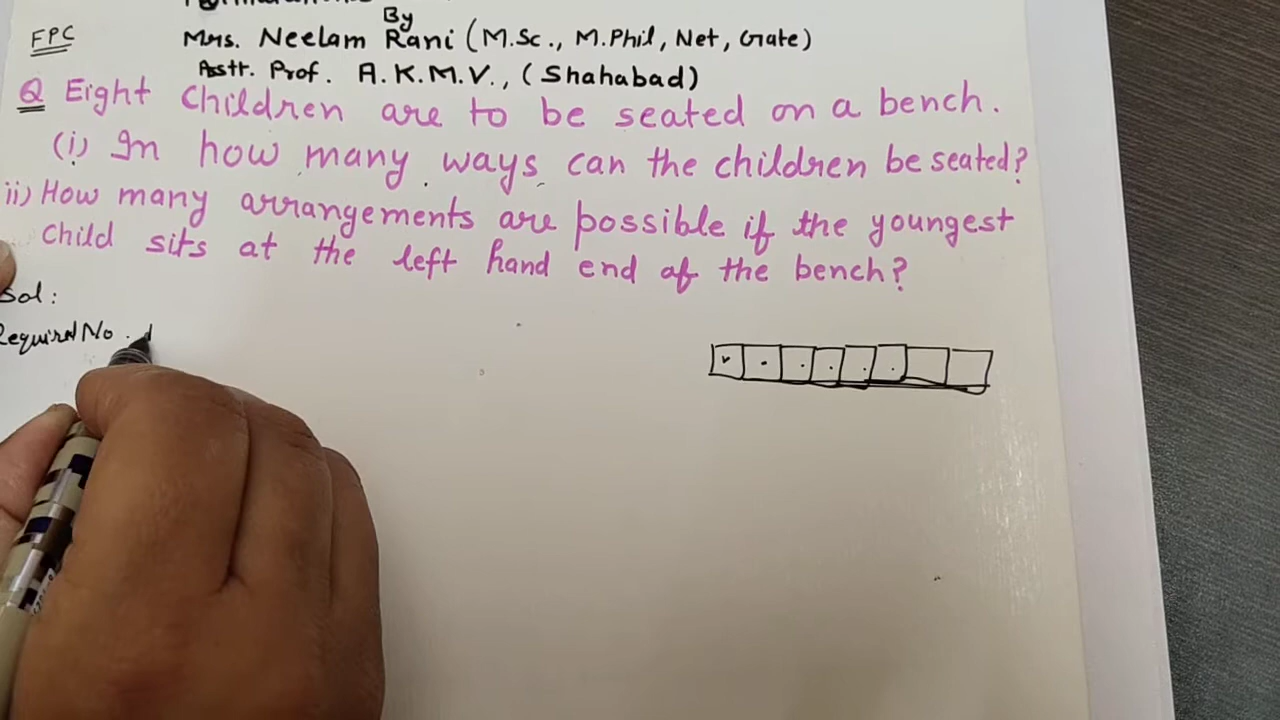 By
FPC
Mrs. Neelam Rani (M.Sc., M.Phil, Net, Gate)
Asstt. Prof. A.K.M.V., (Shahabad)
Q Eight Children are to be seated on a bench.
(i) In how many ways can the children be seated?
ii) How many arrangements are possible if the youngest
child sits at the left hand end of the bench?
Sol:
Required No.